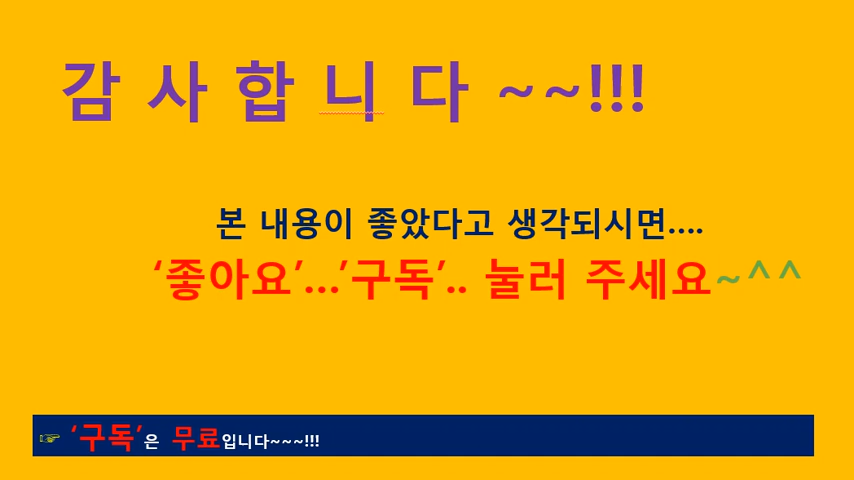 감 사 합 니 다 ~~!!!
본 내용이 좋았다고 생각되시면....
‘좋아요’...’구독’.. 눌러 주세요~^^
☞ ‘구독’은 무료입니다~~~!!!